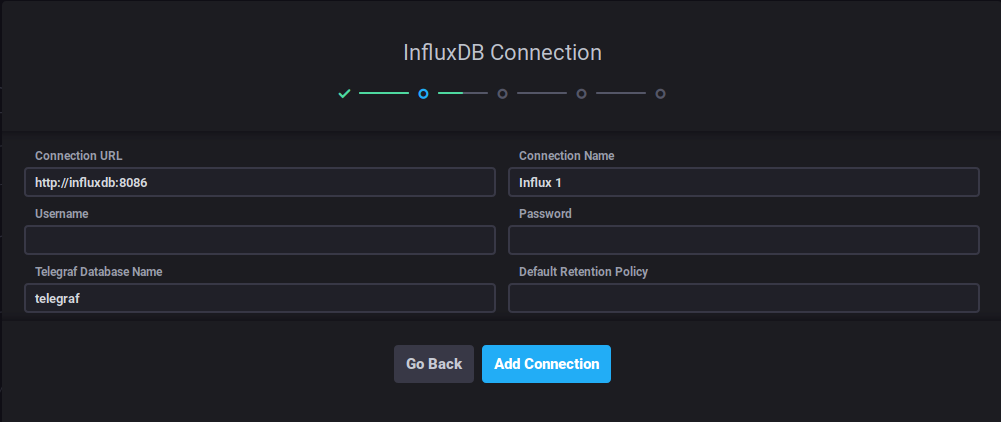 InfluxDB Connection
Connection URL
Connection Name
http://influxdb:8086
Influx 1
Username
Password
Telegraf Database Name
Default Retention Policy
telegraf
Go Back
Add Connection